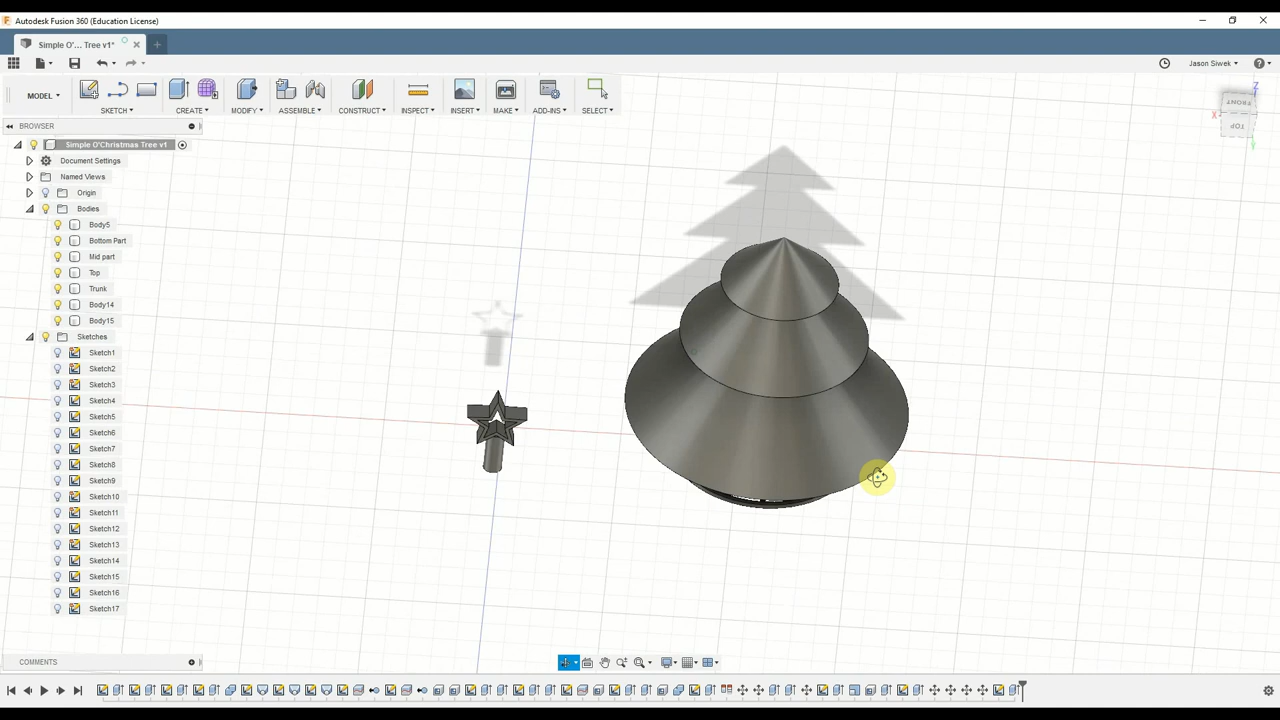 Autodesk Fusion 360 (Education License)
Simple O'... Tree v1*
Jason Siwek
MODEL
SKETCH CREATE MODIFY ASSEMBLE CONSTRUCT INSPECT INSERT MAKE ADD-INS SELECT
FRONT
TOP
Z
X
BROWSER
Simple O'Christmas Tree v1
Document Settings
Named Views
Origin
Bodies
Body5
Bottom Part
Mid part
Top
Trunk
Body14
Body15
Sketches
Sketch1
Sketch2
Sketch3
Sketch4
Sketch5
Sketch6
Sketch7
Sketch8
Sketch9
Sketch10
Sketch11
Sketch12
Sketch13
Sketch14
Sketch15
Sketch16
Sketch17
COMMENTS